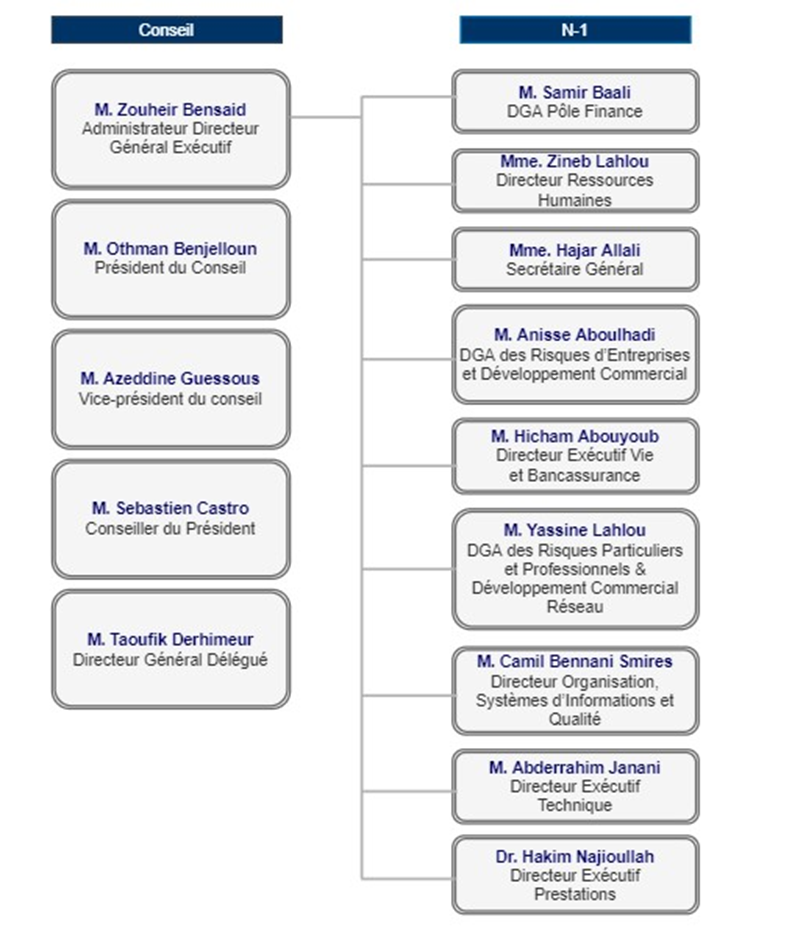 Conseil
M. Zouheir Bensaid
Administrateur Directeur
Général Exécutif
M. Othman Benjelloun
Président du Conseil
M. Azeddine Guessous
Vice-président du conseil
M. Sebastien Castro
Conseiller du Président
M. Taoufik Derhimeur
Directeur Général Délégué
N-1
M. Samir Baali
DGA Pôle Finance
Mme. Zineb Lahlou
Directeur Ressources
Humaines
Mme. Hajar Allali
Secrétaire Général
M. Anisse Aboulhadi
DGA des Risques d'Entreprises
et Développement Commercial
M. Hicham Abouyoub
Directeur Exécutif Vie
et Bancassurance
M. Yassine Lahlou
DGA des Risques Particuliers
et Professionnels &
Développement Commercial
Réseau
M. Camil Bennani Smires
Directeur Organisation,
Systèmes d'Informations et
Qualité
M. Abderrahim Janani
Directeur Exécutif
Technique
Dr. Hakim Najioullah
Directeur Exécutif
Prestations